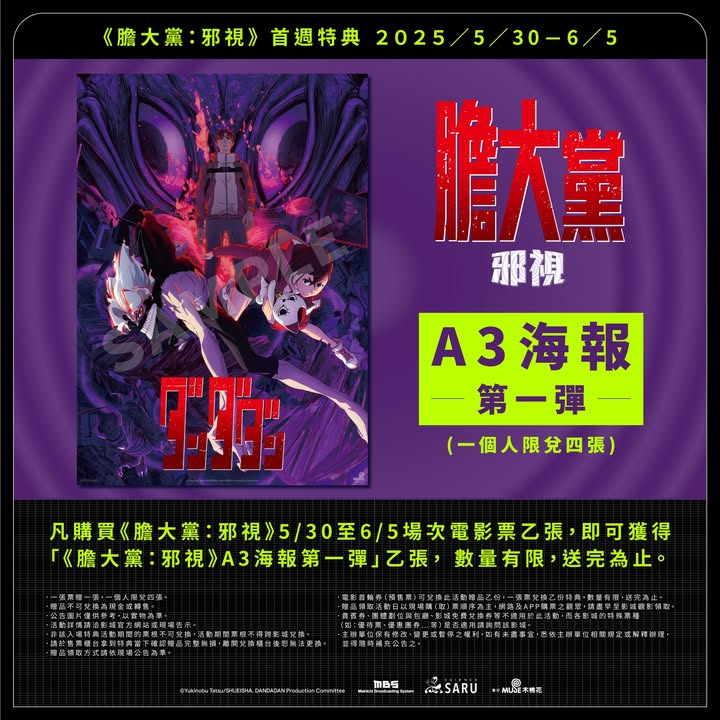 《膽大黨：邪視》首週特典 2025／5／30－6／5
SAMPLE
ダンダダン
膽大黨
邪視
A3海報
第一彈
(一個人限兌四張)
凡購買《膽大黨：邪視》5/30至6/5場次電影票乙張，即可獲得
「《膽大黨：邪視》A3海報第一彈」乙張， 數量有限，送完為止。
·一張票贈一張，一個人限兌四張。
·贈品不可兌換為現金或轉售。
·公告圖片僅供參考，以實物為準。
·活動詳情請洽影城官方網站或現場告示。
·非該入場特典活動期間的票根不可兌換，活動期間票根不得跨影城兌換。
·請於售票櫃台拿到特典當下確認贈品完整無損，離開兌換櫃台後恕無法更換。
·贈品領取方式請依現場公告為準。
·電影首輪券（預售票）可兌換此活動贈品乙份，一張票兌換乙份特典，數量有限，送完為止。
·贈品領取活動日以現場購（取）票順序為主，網路及APP購票之觀眾，請盡早至影城觀影領取。
·貴賓券、團體劃位與包廳、影城免費兌換券等不適用於此活動，而各影城的特殊票種
（如：優待票、優惠團券...等）是否適用請詢問該影城。
·主辦單位保有修改、變更或暫停之權利，如有未盡事宜，悉依主辦單位相關規定或解釋辦理，
並得隨時補充公告之。
©Yukinobu Tatsu/SHUEISHA, DANDADAN Production Committee
MBS
Mainichi Broadcasting System
SCIENCE
SARU
MUSE木棉花